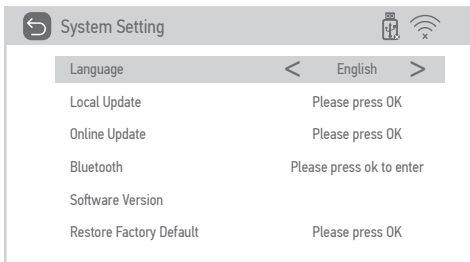 System Setting
Language < English >
Local Update Please press OK
Online Update Please press OK
Bluetooth Please press ok to enter
Software Version
Restore Factory Default Please press OK